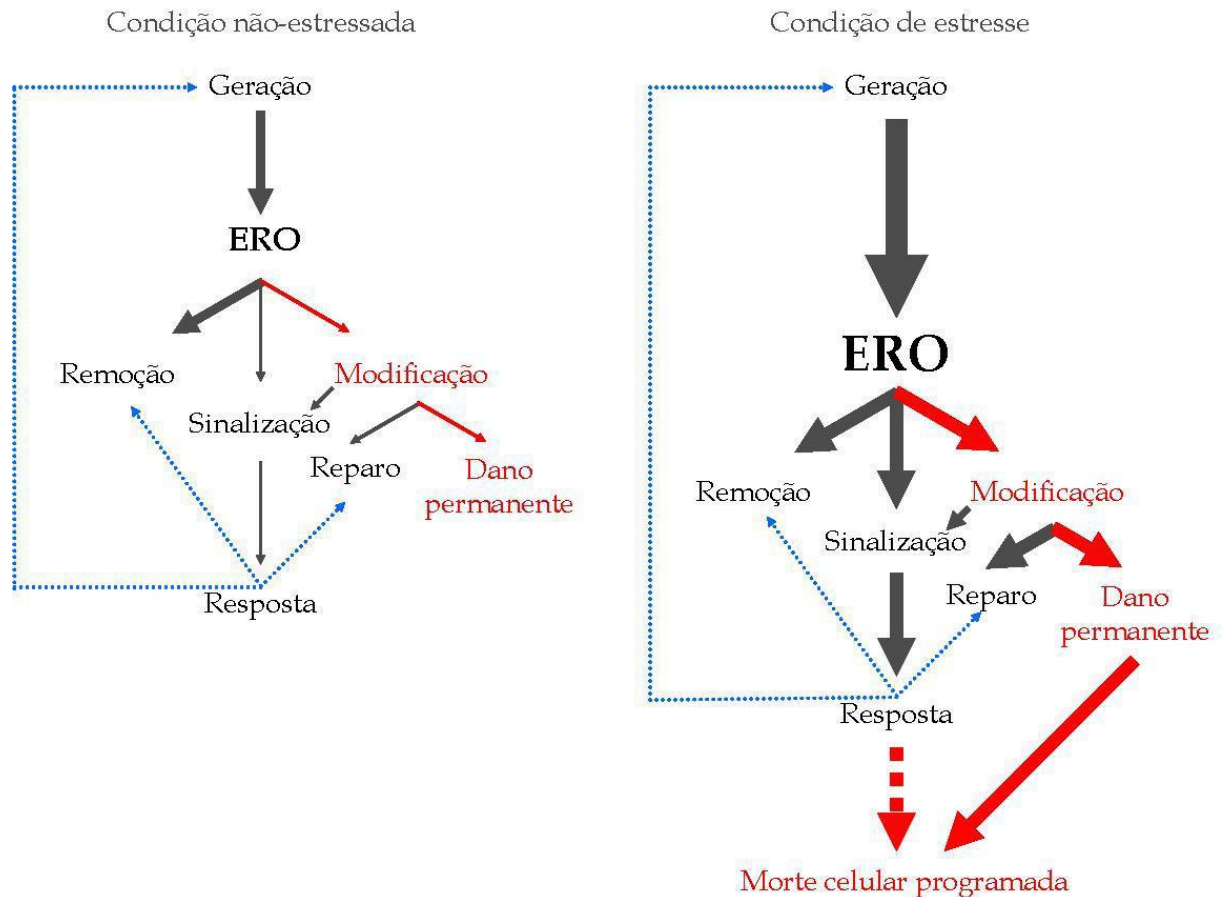 Condição não-estressada
Geração
ERO
Remoção
Modificação
Sinalização
Reparo
Dano
permanente
Resposta
Condição de estresse
Geração
ERO
Remoção
Modificação
Sinalização
Reparo
Dano
permanente
Resposta
Morte celular programada